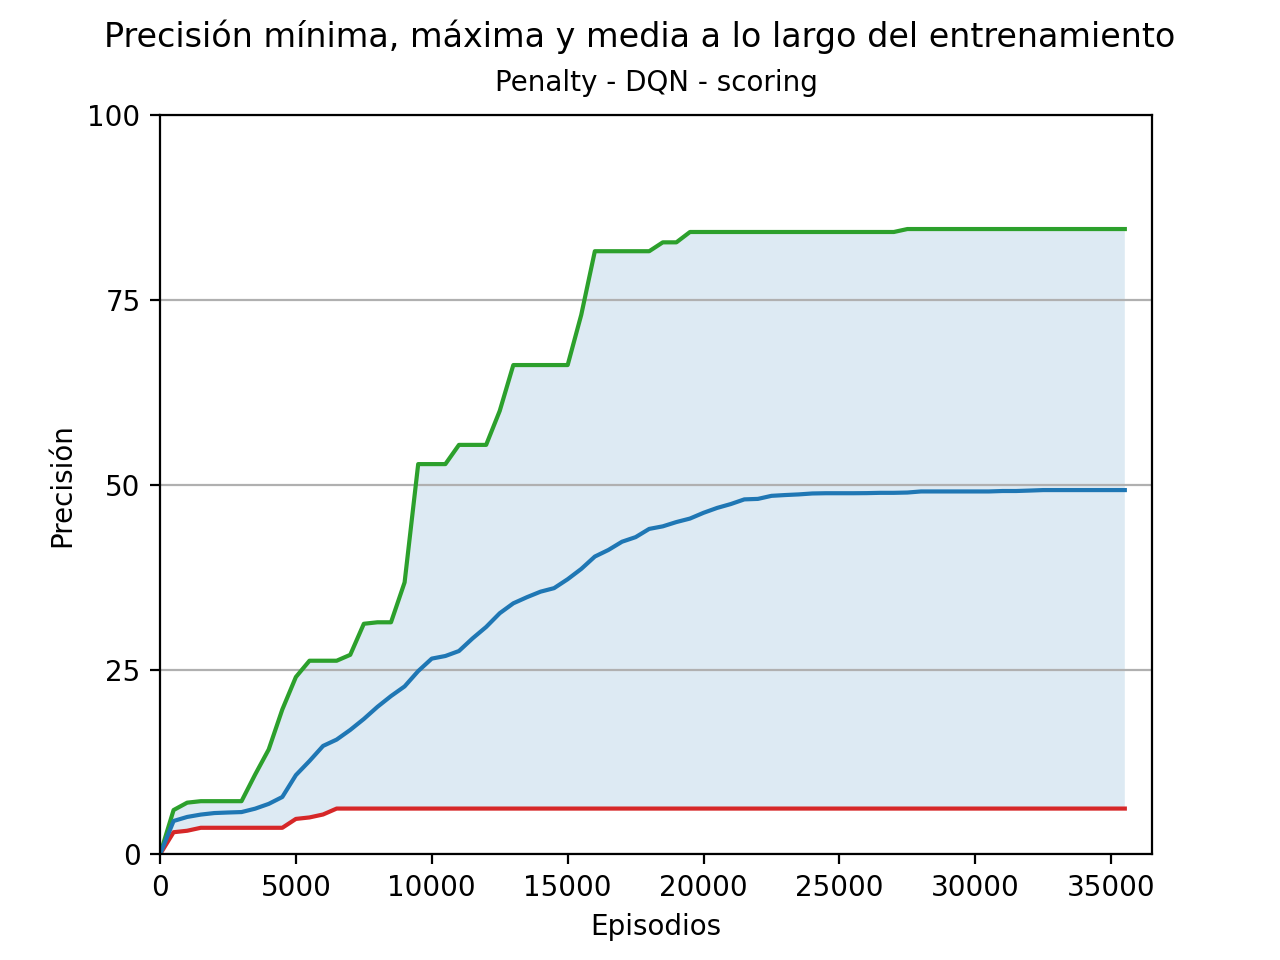 Precisión mínima, máxima y media a lo largo del entrenamiento
Penalty - DQN - scoring
100
75
50
25
0
Precisión
0 5000 10000 15000 20000 25000 30000 35000
Episodios